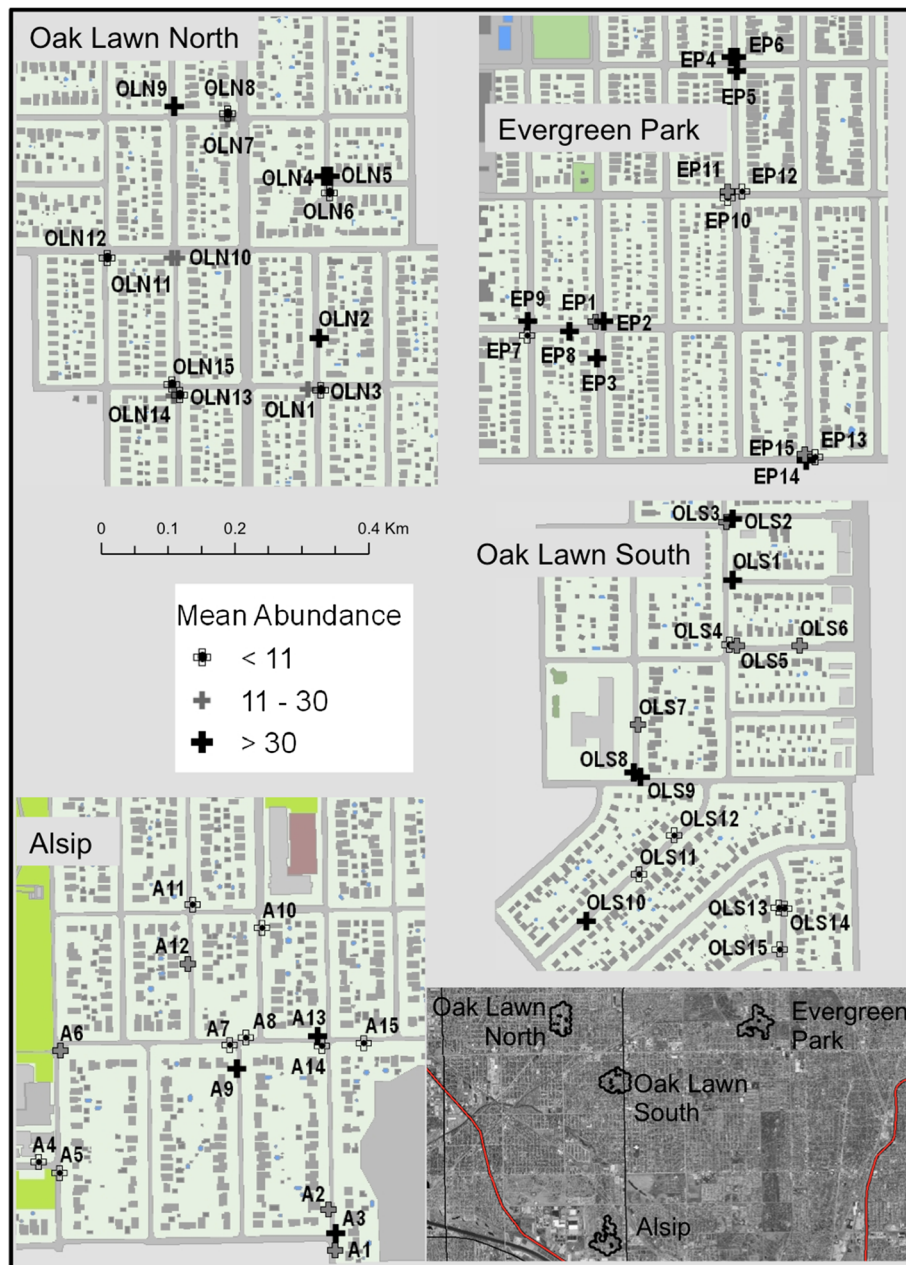 Oak Lawn North
OLN9
OLN8
OLN7
OLN4
OLN5
OLN6
OLN12
OLN11
OLN10
OLN2
OLN15
OLN14
OLN13
OLN1
OLN3
EP4
EP6
EP5
Evergreen Park
EP11
EP12
EP10
EP9
EP1
EP2
EP7
EP8
EP3
EP15
EP13
EP14
0 0.1 0.2 0.4 Km
Mean Abundance
< 11
11 - 30
> 30
OLS3
OLS2
Oak Lawn South
OLS1
OLS4
OLS6
OLS5
OLS7
OLS8
OLS9
OLS12
OLS11
OLS10
OLS13
OLS14
OLS15
Alsip
A11
A10
A12
A6
A7
A8
A13
A15
A14
A9
A4
A5
A2
A3
A1
Oak Lawn
North
Evergreen
Park
Oak Lawn
South
Alsip